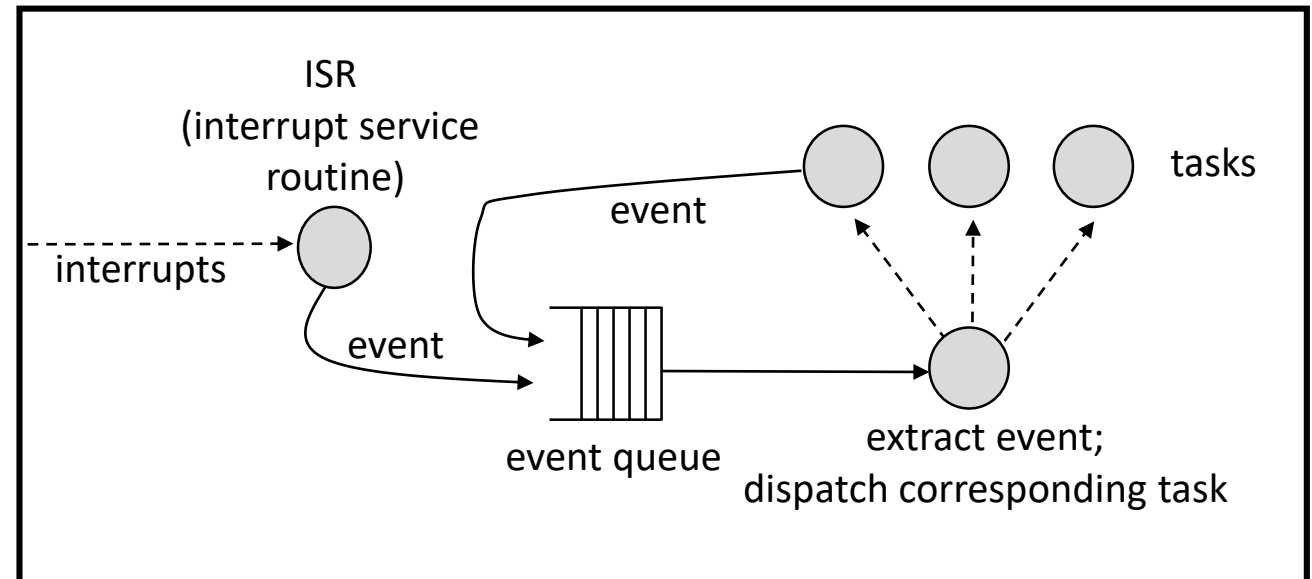 ISR
(interrupt service
routine)
tasks
event
interrupts
event
event queue
extract event;
dispatch corresponding task